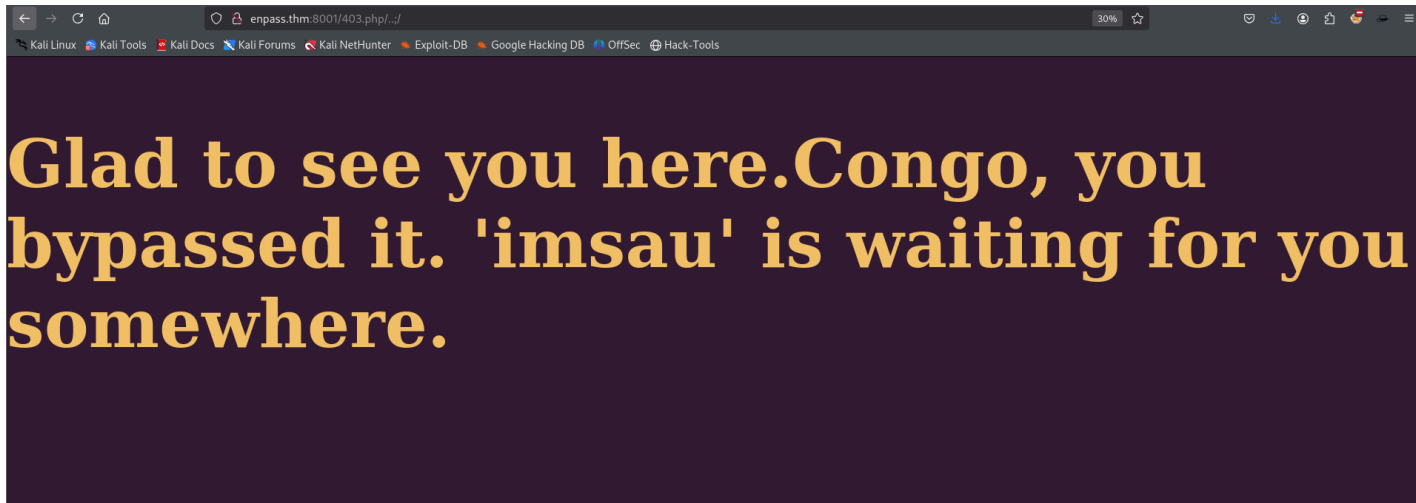 enpass.thm:8001/403.php/..;/
30%
Kali Linux Kali Tools Kali Docs Kali Forums Kali NetHunter Exploit-DB Google Hacking DB OffSec Hack-Tools
Glad to see you here.Congo, you
bypassed it. 'imsau' is waiting for you
somewhere.